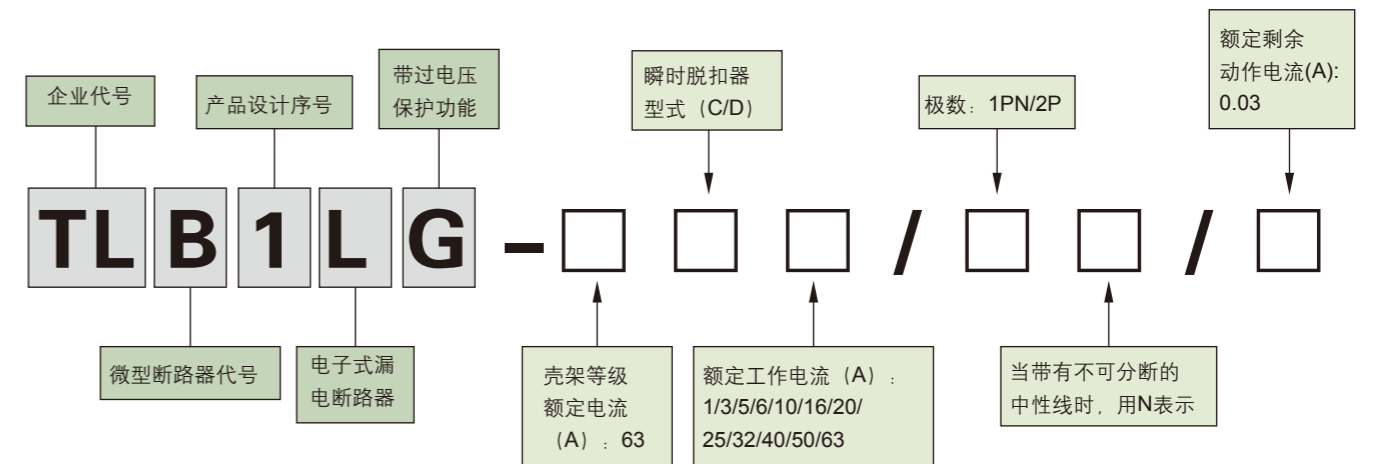 企业代号
产品设计序号
带过电压
保护功能
瞬时脱扣器
型式（C/D）
极数：1PN/2P
额定剩余
动作电流(A):
0.03
TLB1LG-□□□/□□/□
微型断路器代号
电子式漏
电断路器
壳架等级
额定电流
（A）：63
额定工作电流（A）：
1/3/5/6/10/16/20/
25/32/40/50/63
当带有不可分断的
中性线时，用N表示